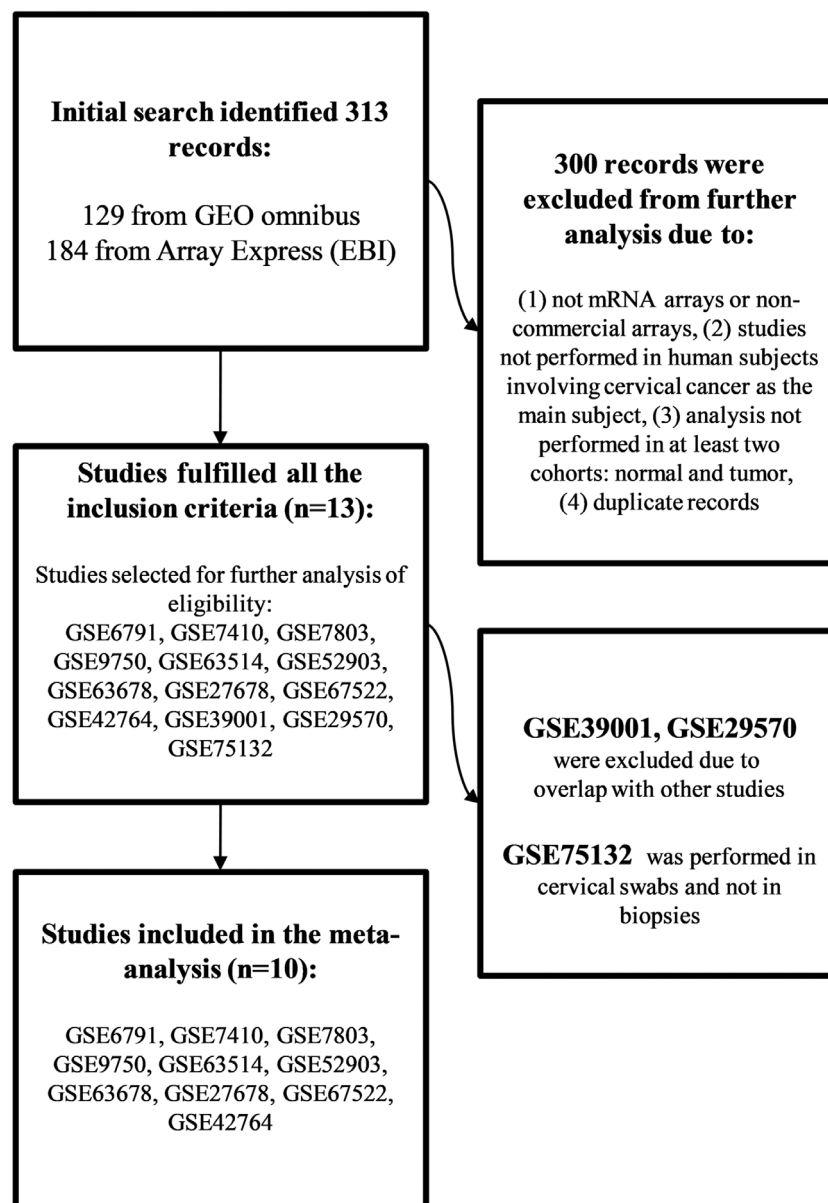 Initial search identified 313
records:
129 from GEO omnibus
184 from Array Express (EBI)
300 records were
excluded from further
analysis due to:
(1) not mRNA arrays or non-
commercial arrays, (2) studies
not performed in human subjects
involving cervical cancer as the
main subject, (3) analysis not
performed in at least two
cohorts: normal and tumor,
(4) duplicate records
Studies fulfilled all the
inclusion criteria (n=13):
Studies selected for further analysis of
eligibility:
GSE6791, GSE7410, GSE7803,
GSE9750, GSE63514, GSE52903,
GSE63678, GSE27678, GSE67522,
GSE42764, GSE39001, GSE29570,
GSE75132
GSE39001, GSE29570
were excluded due to
overlap with other studies
GSE75132 was performed in
cervical swabs and not in
biopsies
Studies included in the meta-
analysis (n=10):
GSE6791, GSE7410, GSE7803,
GSE9750, GSE63514, GSE52903,
GSE63678, GSE27678, GSE67522,
GSE42764